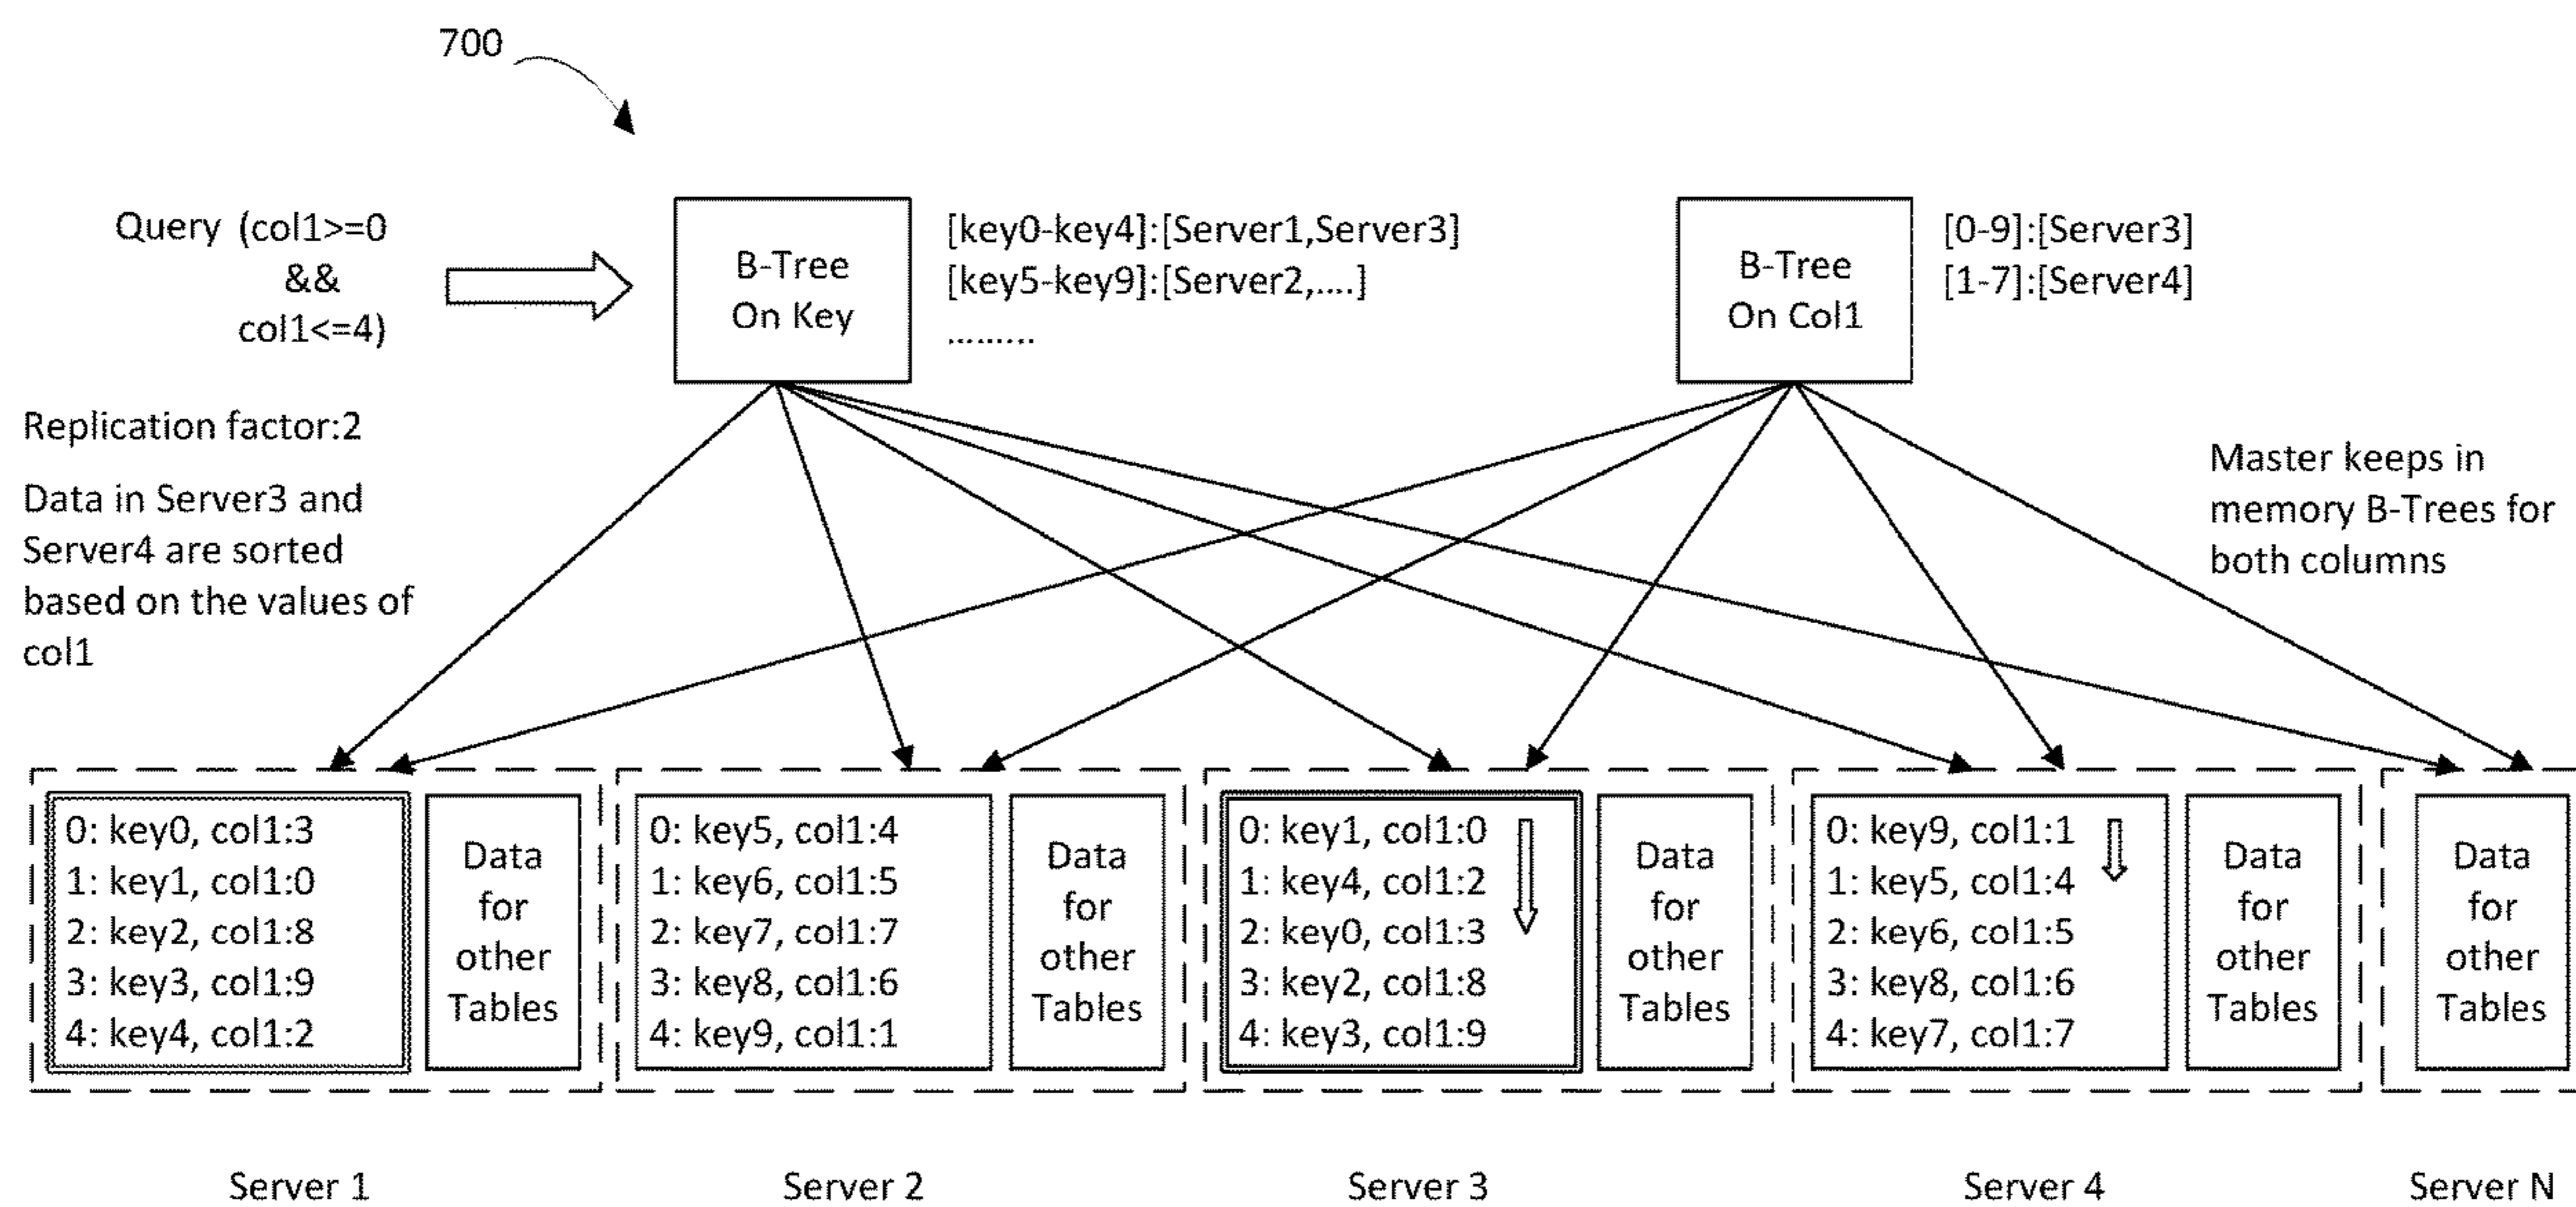 700
Query (col1>=0
&&
col1<=4)
B-Tree
On Key
[key0-key4]:[Server1,Server3]
[key5-key9]:[Server2,....]
.........
B-Tree
On Col1
[0-9]:[Server3]
[1-7]:[Server4]
Replication factor:2
Data in Server3 and
Server4 are sorted
based on the values of
col1
Master keeps in
memory B-Trees for
both columns
0: key0, col1:3
1: key1, col1:0
2: key2, col1:8
3: key3, col1:9
4: key4, col1:2
Data
for
other
Tables
0: key5, col1:4
1: key6, col1:5
2: key7, col1:7
3: key8, col1:6
4: key9, col1:1
Data
for
other
Tables
0: key1, col1:0
1: key4, col1:2
2: key0, col1:3
3: key2, col1:8
4: key3, col1:9
Data
for
other
Tables
0: key9, col1:1
1: key5, col1:4
2: key6, col1:5
3: key8, col1:6
4: key7, col1:7
Data
for
other
Tables
Data
for
other
Tables
Server 1
Server 2
Server 3
Server 4
Server N